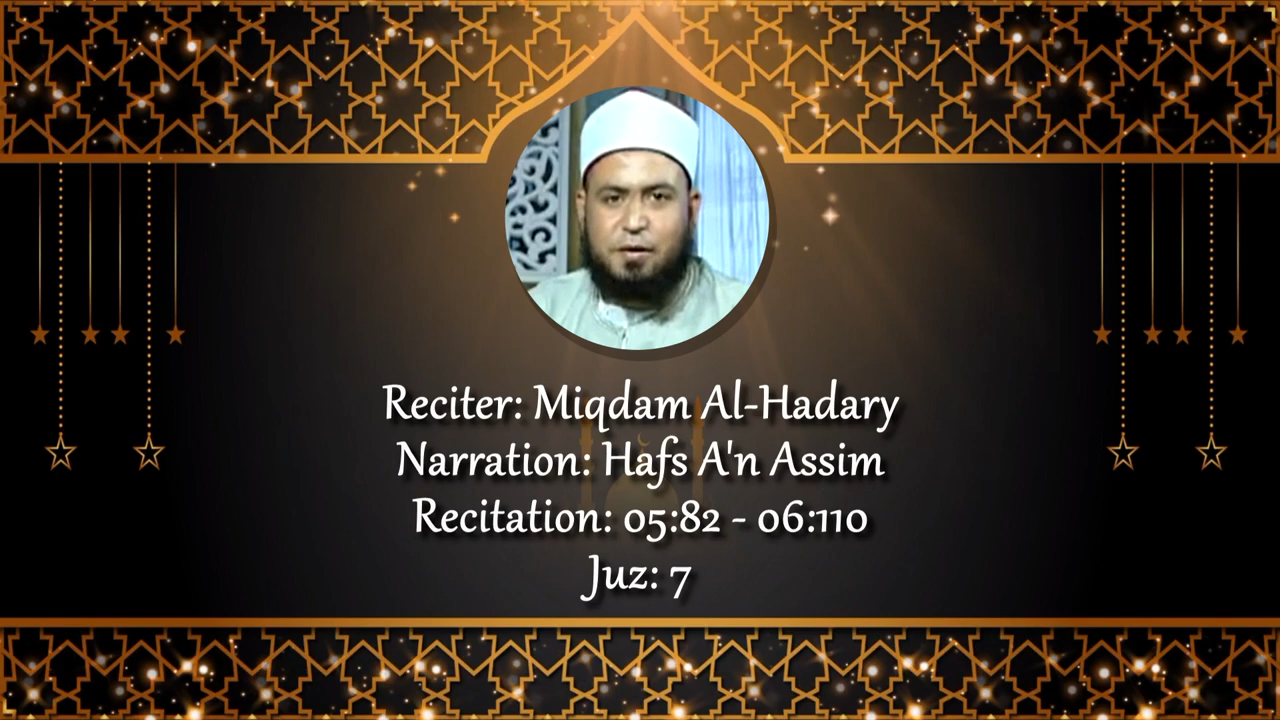 Reciter: Miqdam Al-Hadary
Narration: Hafs A'n Assim
Recitation: 05:82 - 06:110
Juz: 7